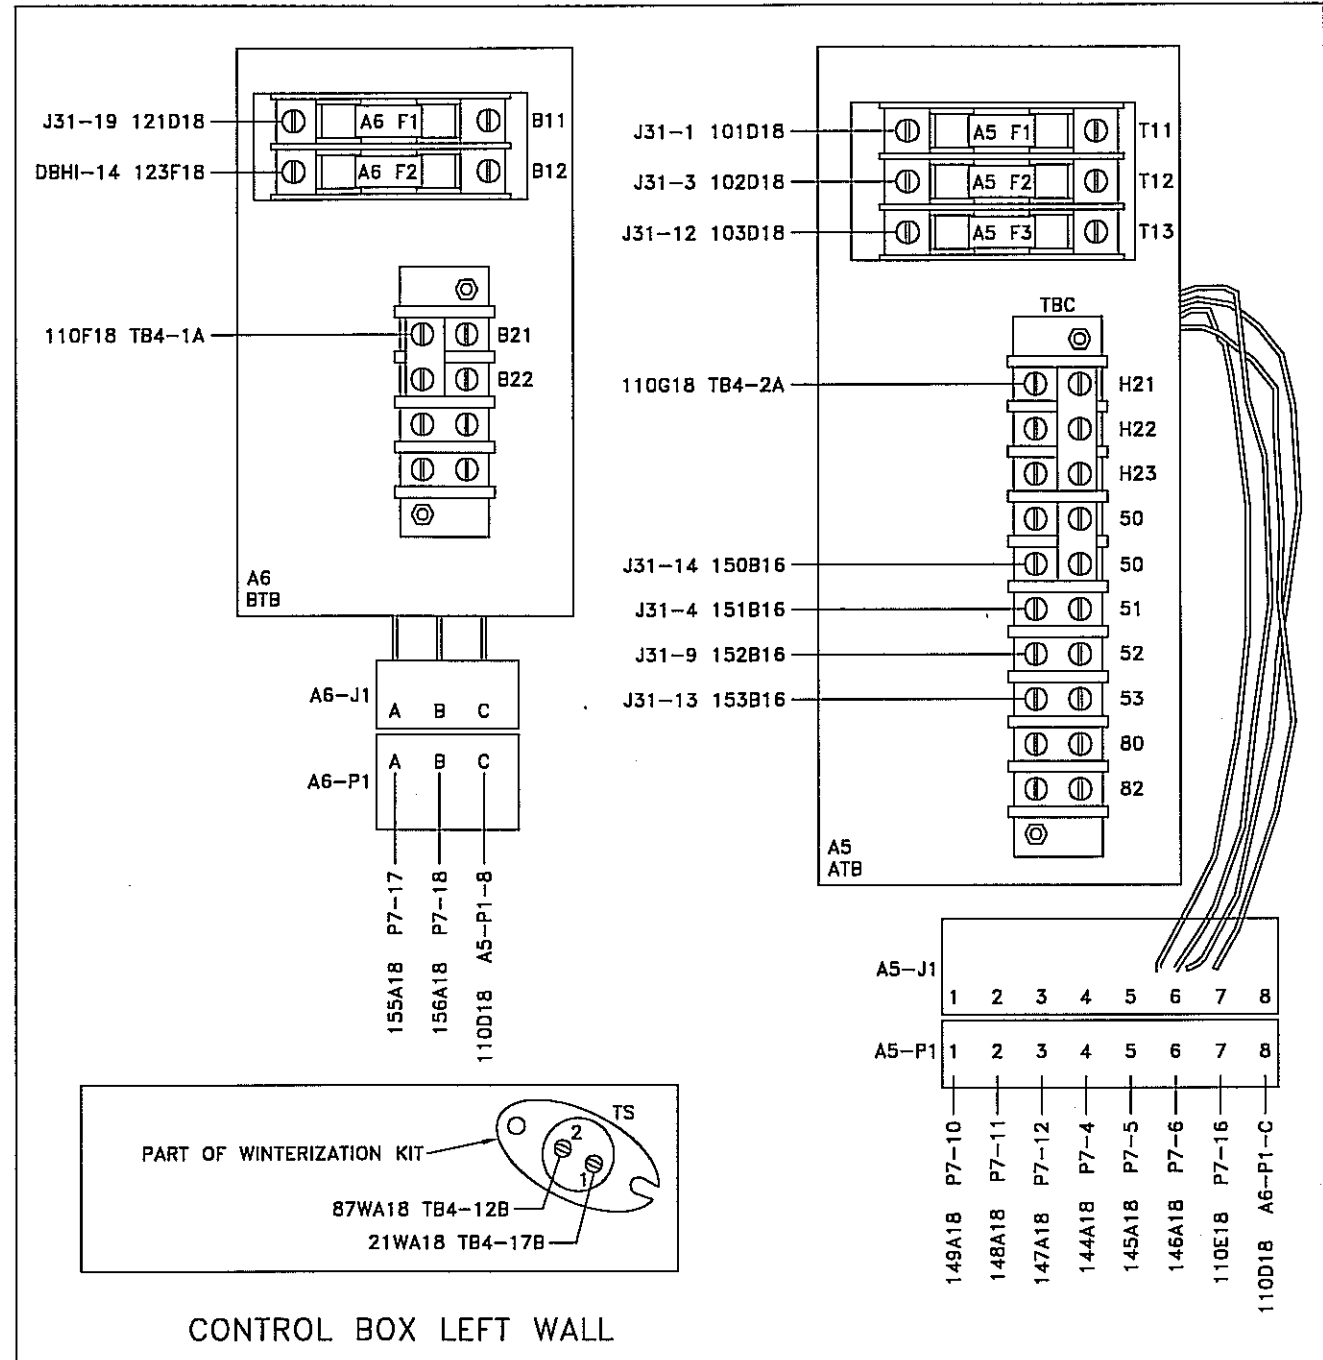 J31-19 121D18
A6 F1
B11
DBHI-14 123F18
A6 F2
B12
110F18 TB4-1A
B21
B22
A6
BTB
A6-J1
A B C
A6-P1
A B C
155A18 P7-17
156A18 P7-18
110D18 A5-P1-8
J31-1 101D18
A5 F1
T11
J31-3 102D18
A5 F2
T12
J31-12 103D18
A5 F3
T13
TBC
110G18 TB4-2A
H21
H22
H23
50
J31-14 150B16
50
J31-4 151B16
51
J31-9 152B16
52
J31-13 153B16
53
80
82
A5
ATB
A5-J1
1 2 3 4 5 6 7 8
A5-P1
1 2 3 4 5 6 7 8
149A18 P7-10
148A18 P7-11
147A18 P7-12
144A18 P7-4
145A18 P7-5
146A18 P7-6
110E18 P7-16
110D18 A6-P1-C
TS
2
1
PART OF WINTERIZATION KIT
87WA18 TB4-12B
21WA18 TB4-17B
CONTROL BOX LEFT WALL